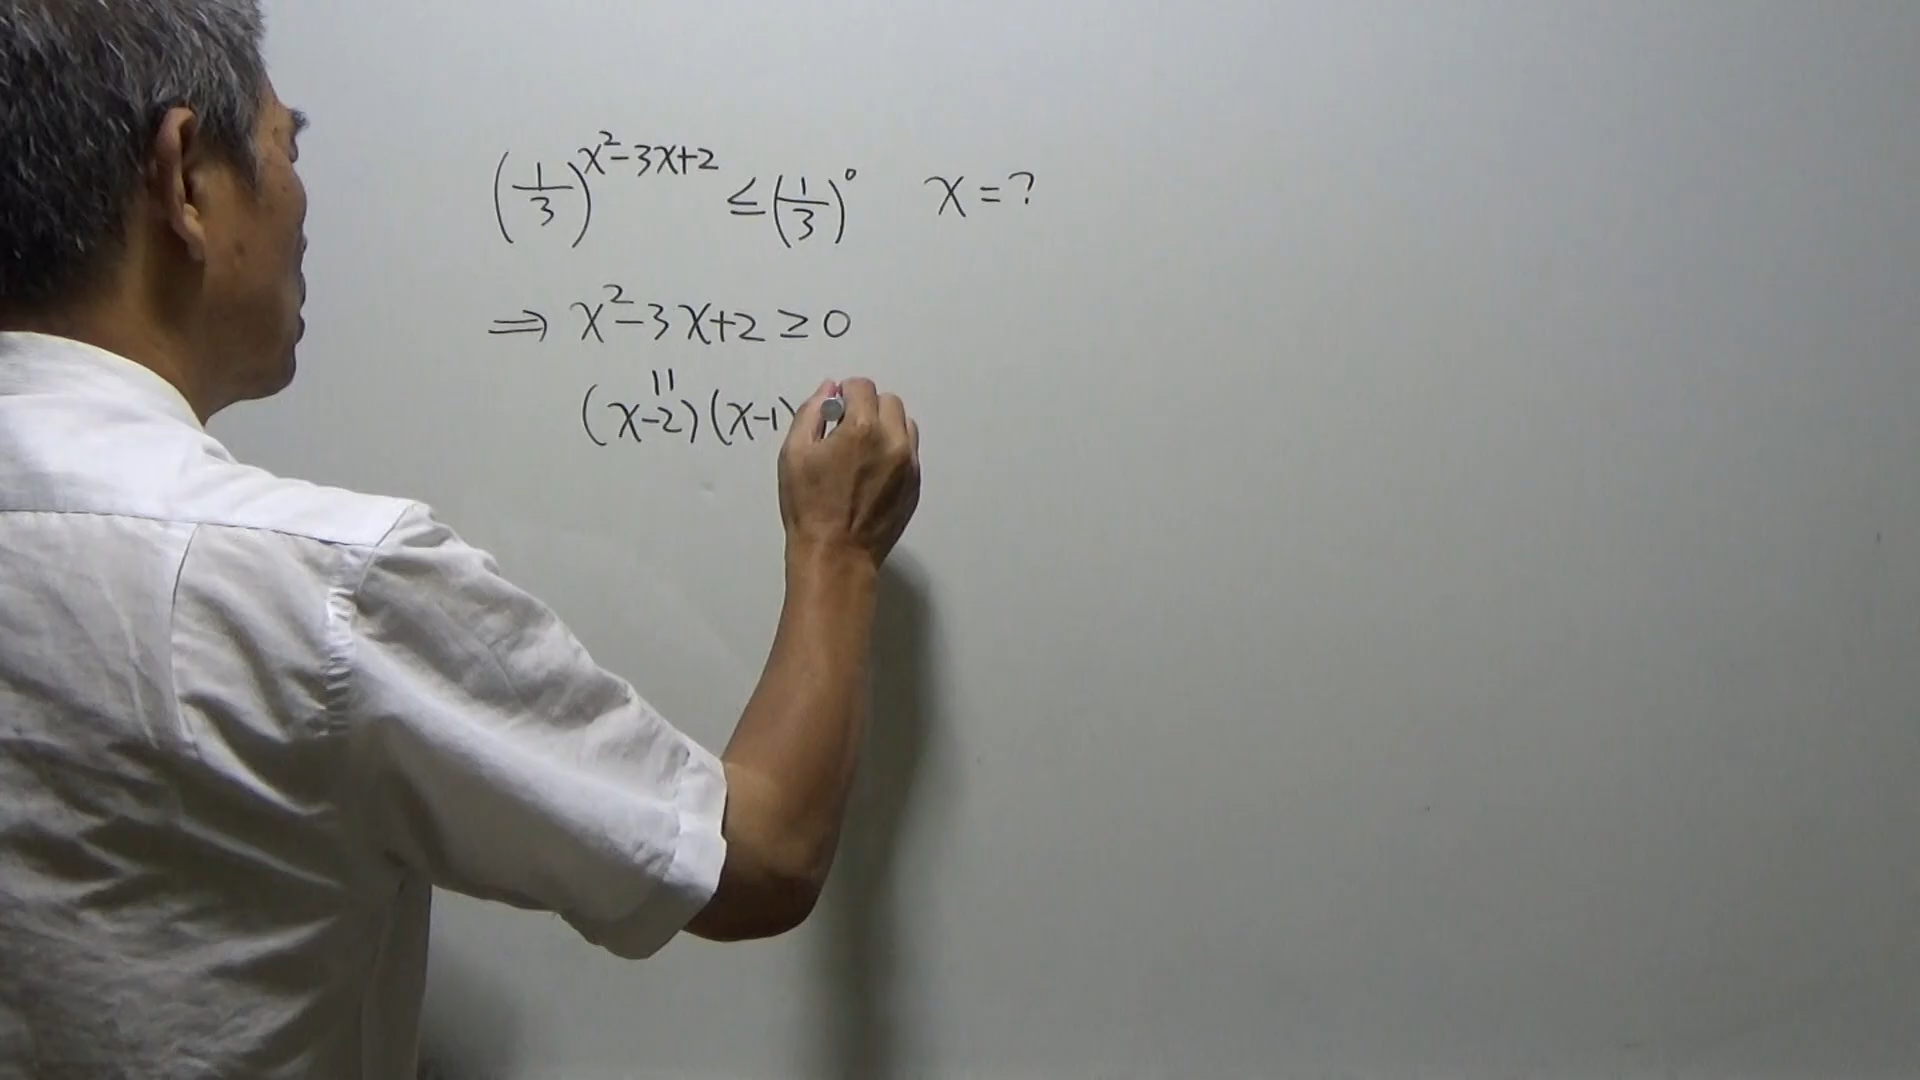 (1/3)^(x²-3x+2) ≤ (1/3)⁰ x=?
⇒ x²-3x+2 ≥ 0
||
(x-2)(x-1)